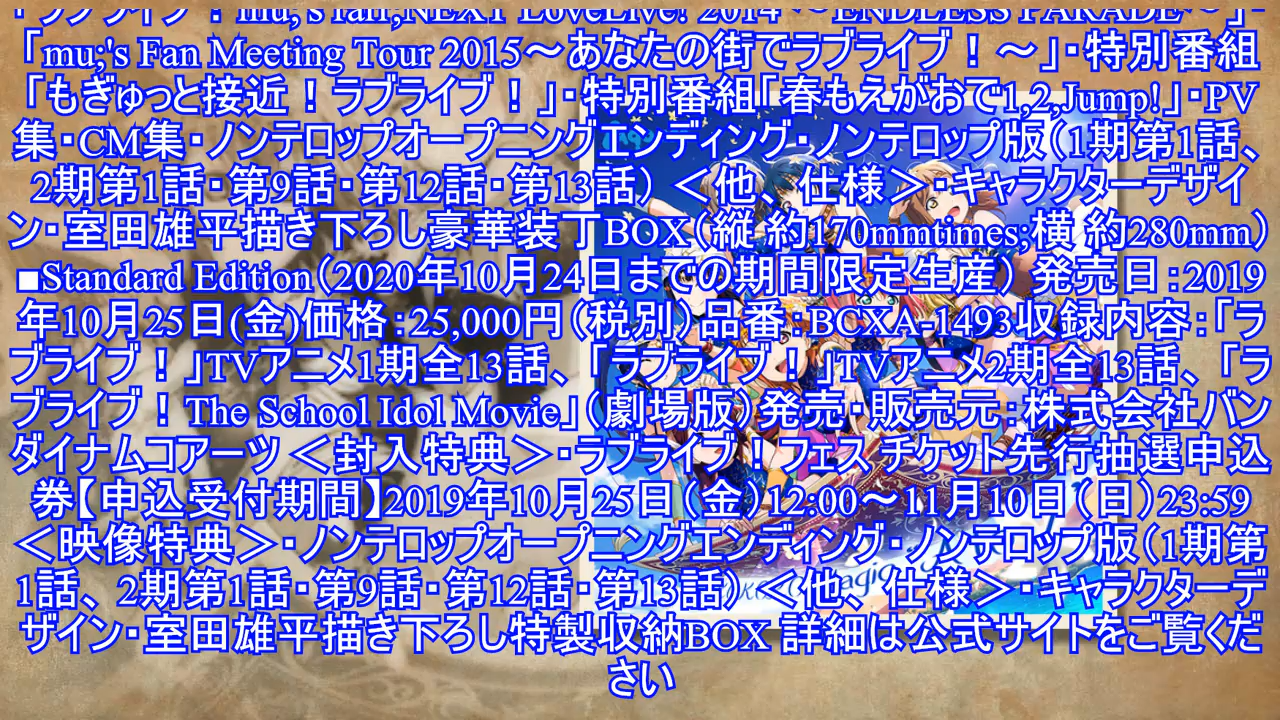 「ラブライブ！mu;'s rarr;NEXT LoveLive! 2014 ～ENDLESS PARADE～」・
「mu;'s Fan Meeting Tour 2015～あなたの街でラブライブ！～」・特別番組
「もぎゅっと接近！ラブライブ！」・特別番組「春もえがおで1,2,Jump!」・PV
集・CM集・ノンテロップオープニングエンディング・ノンテロップ版（1期第1話、
2期第1話・第9話・第12話・第13話）＜他、仕様＞・キャラクターデザイ
ン・室田雄平描き下ろし豪華装丁BOX（縦 約170mmtimes;横 約280mm）
■Standard Edition（2020年10月24日までの期間限定生産） 発売日：2019
年10月25日(金)価格：25,000円（税別）品番：BCXA-1493収録内容：「ラ
ブライブ！」TVアニメ1期全13話、「ラブライブ！」TVアニメ2期全13話、「ラ
ブライブ！The School Idol Movie」（劇場版）発売・販売元：株式会社バン
ダイナムコアーツ＜封入特典＞・ラブライブ！フェス チケット先行抽選申込
券【申込受付期間】2019年10月25日（金）12:00～11月10日（日）23:59
＜映像特典＞・ノンテロップオープニングエンディング・ノンテロップ版（1期第
1話、2期第1話・第9話・第12話・第13話）＜他、仕様＞・キャラクターデ
ザイン・室田雄平描き下ろし特製収納BOX 詳細は公式サイトをご覧くだ
さい